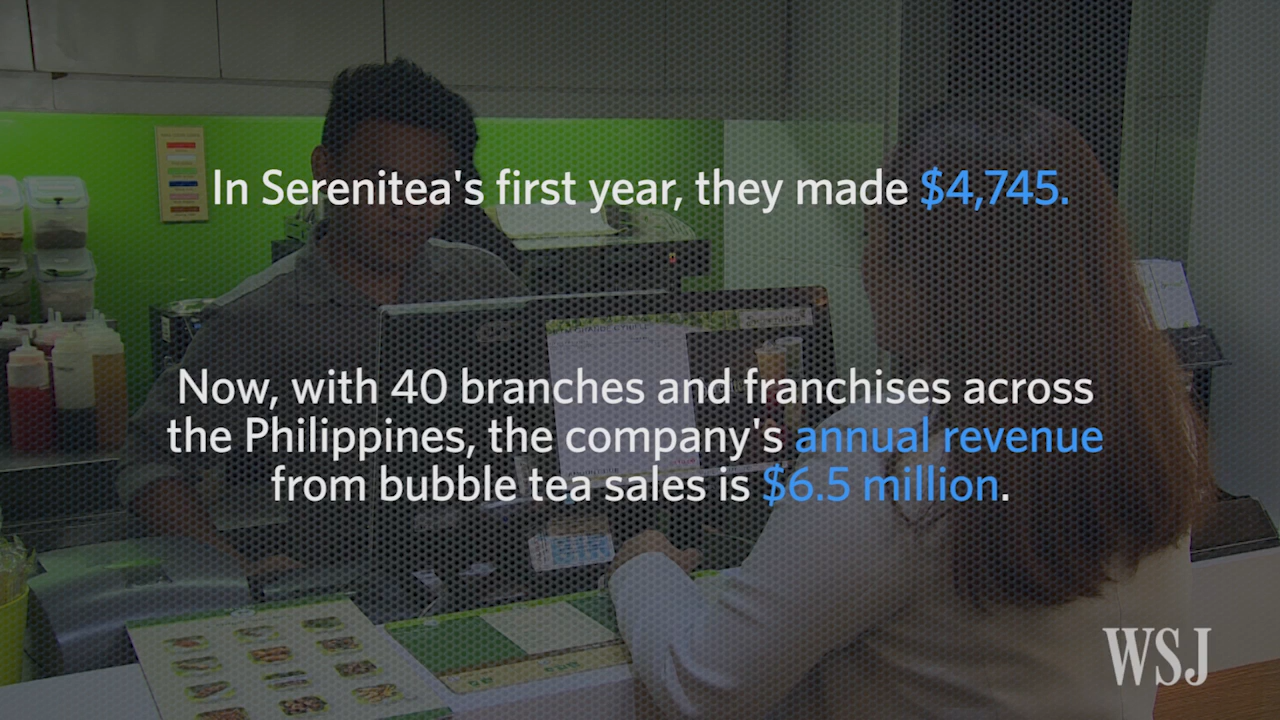 In Serenitea's first year, they made $4,745.
Now, with 40 branches and franchises across
the Philippines, the company's annual revenue
from bubble tea sales is $6.5 million.
WSJ